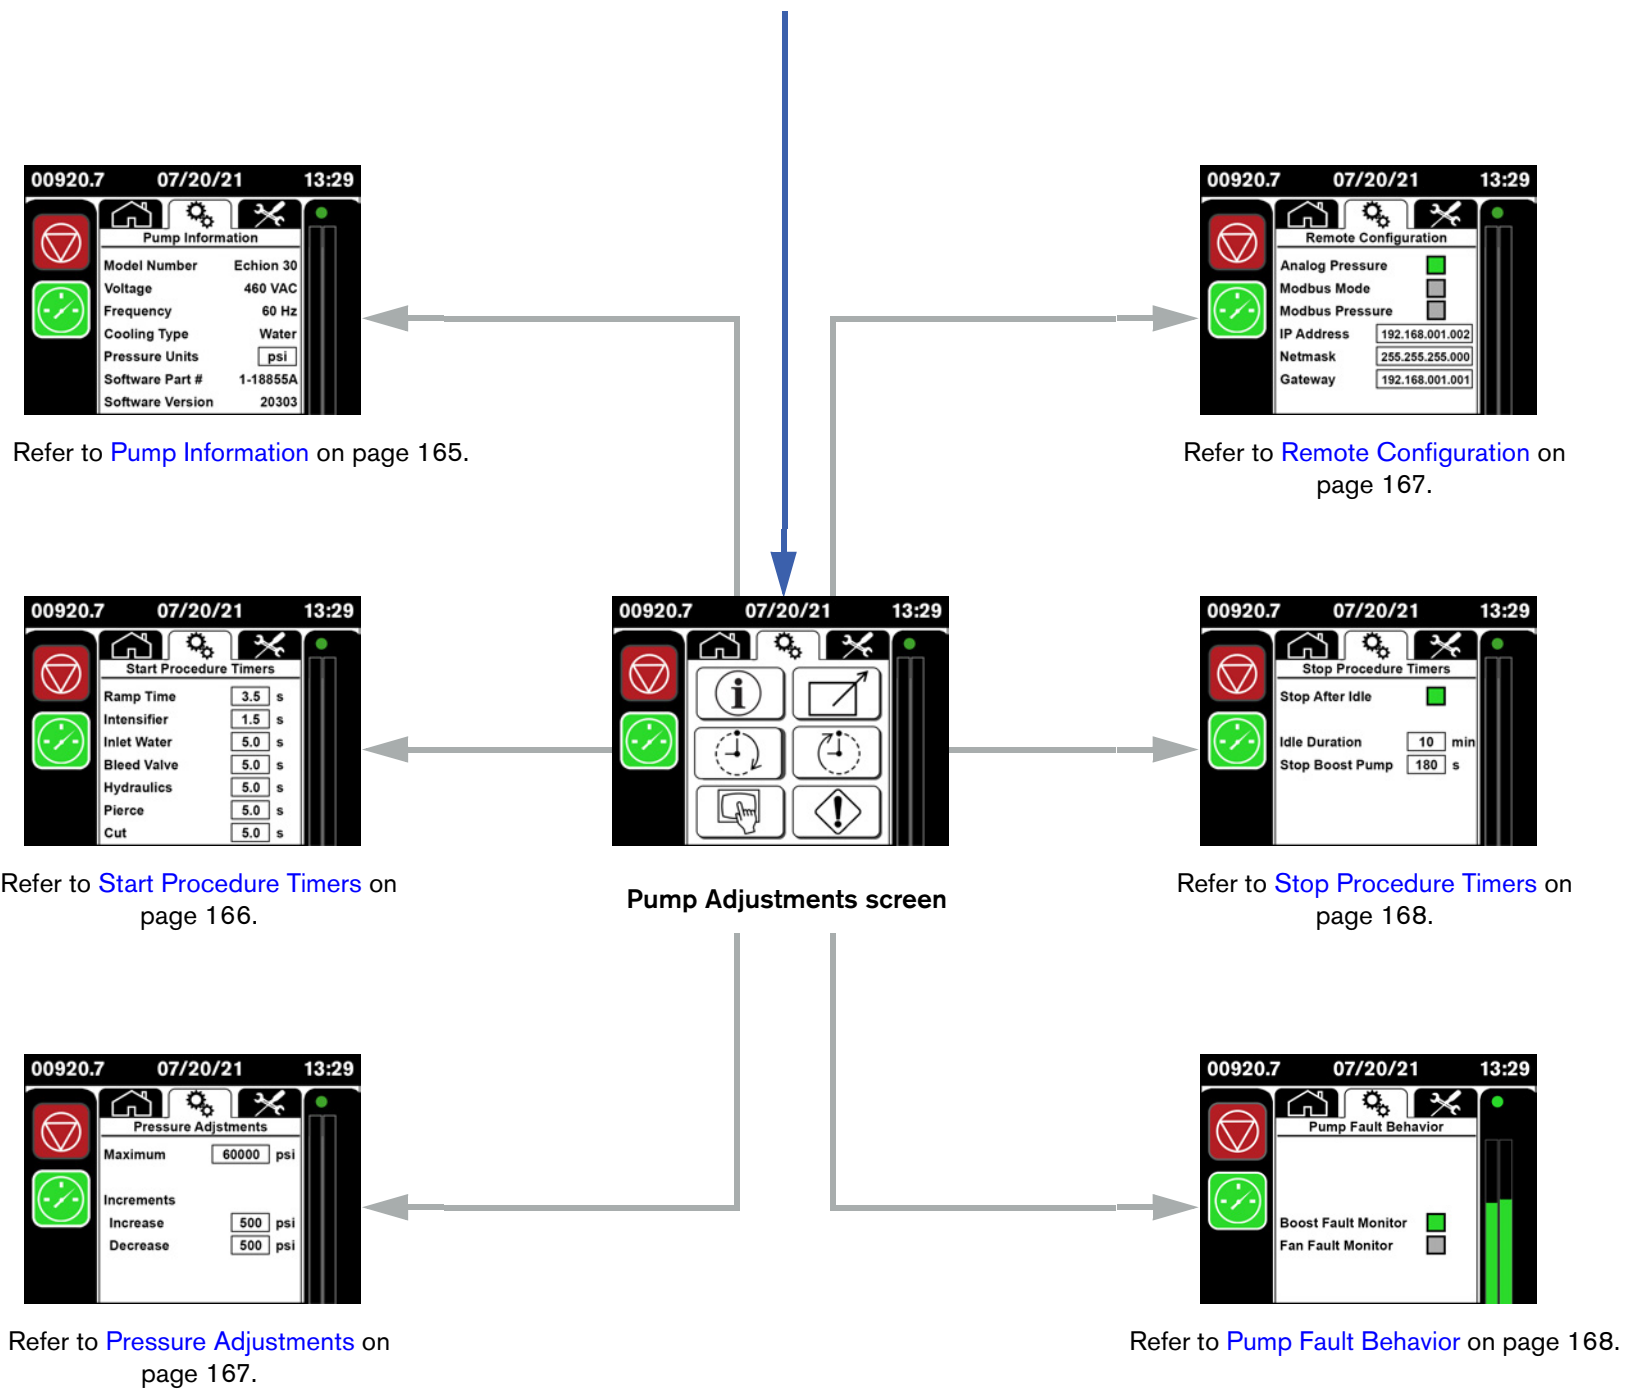 00920.7 07/20/21 13:29
Pump Information
Model Number Echion 30
Voltage 460 VAC
Frequency 60 Hz
Cooling Type Water
Pressure Units psi
Software Part # 1-18855A
Software Version 20303
Refer to Pump Information on page 165.
00920.7 07/20/21 13:29
Remote Configuration
Analog Pressure
Modbus Mode
Modbus Pressure
IP Address 192.168.001.002
Netmask 255.255.255.000
Gateway 192.168.001.001
Refer to Remote Configuration on
page 167.
00920.7 07/20/21 13:29
Start Procedure Timers
Ramp Time 3.5 s
Intensifier 1.5 s
Inlet Water 5.0 s
Bleed Valve 5.0 s
Hydraulics 5.0 s
Pierce 5.0 s
Cut 5.0 s
Refer to Start Procedure Timers on
page 166.
00920.7 07/20/21 13:29
Pump Adjustments screen
00920.7 07/20/21 13:29
Stop Procedure Timers
Stop After Idle
Idle Duration 10 min
Stop Boost Pump 180 s
Refer to Stop Procedure Timers on
page 168.
00920.7 07/20/21 13:29
Pressure Adjstments
Maximum 60000 psi
Increments
Increase 500 psi
Decrease 500 psi
Refer to Pressure Adjustments on
page 167.
00920.7 07/20/21 13:29
Pump Fault Behavior
Boost Fault Monitor
Fan Fault Monitor
Refer to Pump Fault Behavior on page 168.